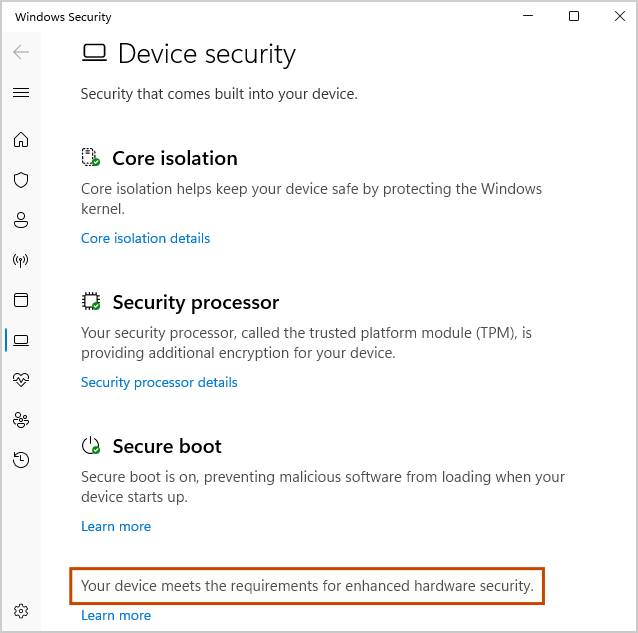 Windows Security
Device security
Security that comes built into your device.
Core isolation
Core isolation helps keep your device safe by protecting the Windows
kernel.
Core isolation details
Security processor
Your security processor, called the trusted platform module (TPM), is
providing additional encryption for your device.
Security processor details
Secure boot
Secure boot is on, preventing malicious software from loading when your
device starts up.
Learn more
Your device meets the requirements for enhanced hardware security.
Learn more